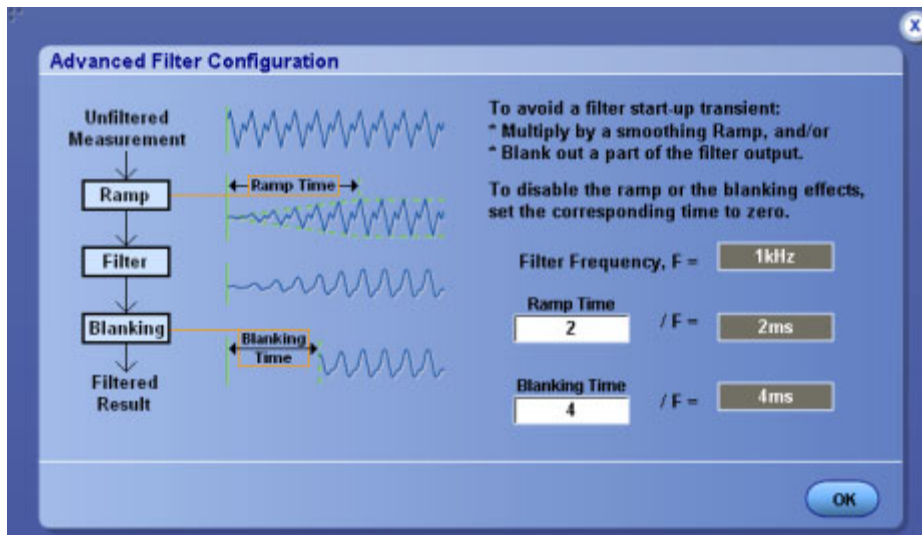 X
Advanced Filter Configuration
Unfiltered
Measurement
Ramp
Filter
Blanking
Filtered
Result
Ramp Time
Blanking
Time
To avoid a filter start-up transient:
* Multiply by a smoothing Ramp, and/or
* Blank out a part of the filter output.
To disable the ramp or the blanking effects,
set the corresponding time to zero.
Filter Frequency, F = 1kHz
Ramp Time
2 / F = 2ms
Blanking Time
4 / F = 4ms
OK